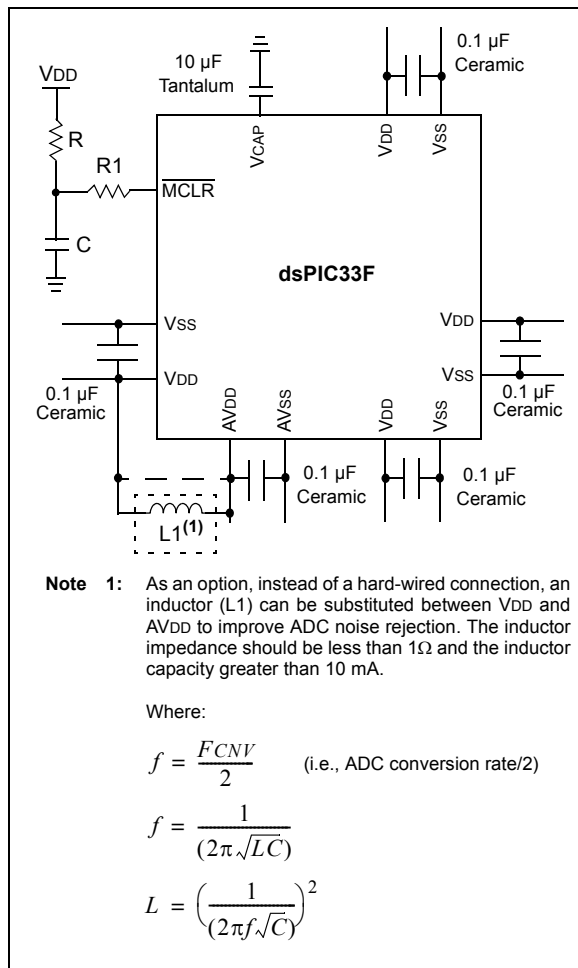 0.1 µF
Ceramic
10 µF
Tantalum
VDD
R
R1
C
VCAP
VDD
VSS
MCLR
dsPIC33F
VSS
VDD
0.1 µF
Ceramic
VDD
VSS
0.1 µF
Ceramic
AVDD
AVSS
VDD
VSS
0.1 µF
Ceramic
0.1 µF
Ceramic
L1(1)
Note 1: As an option, instead of a hard-wired connection, an
inductor (L1) can be substituted between VDD and
AVDD to improve ADC noise rejection. The inductor
impedance should be less than 1Ω and the inductor
capacity greater than 10 mA.
Where:
f = FCNV / 2 (i.e., ADC conversion rate/2)
f = 1 / (2π√LC)
L = (1 / (2πf√C))²